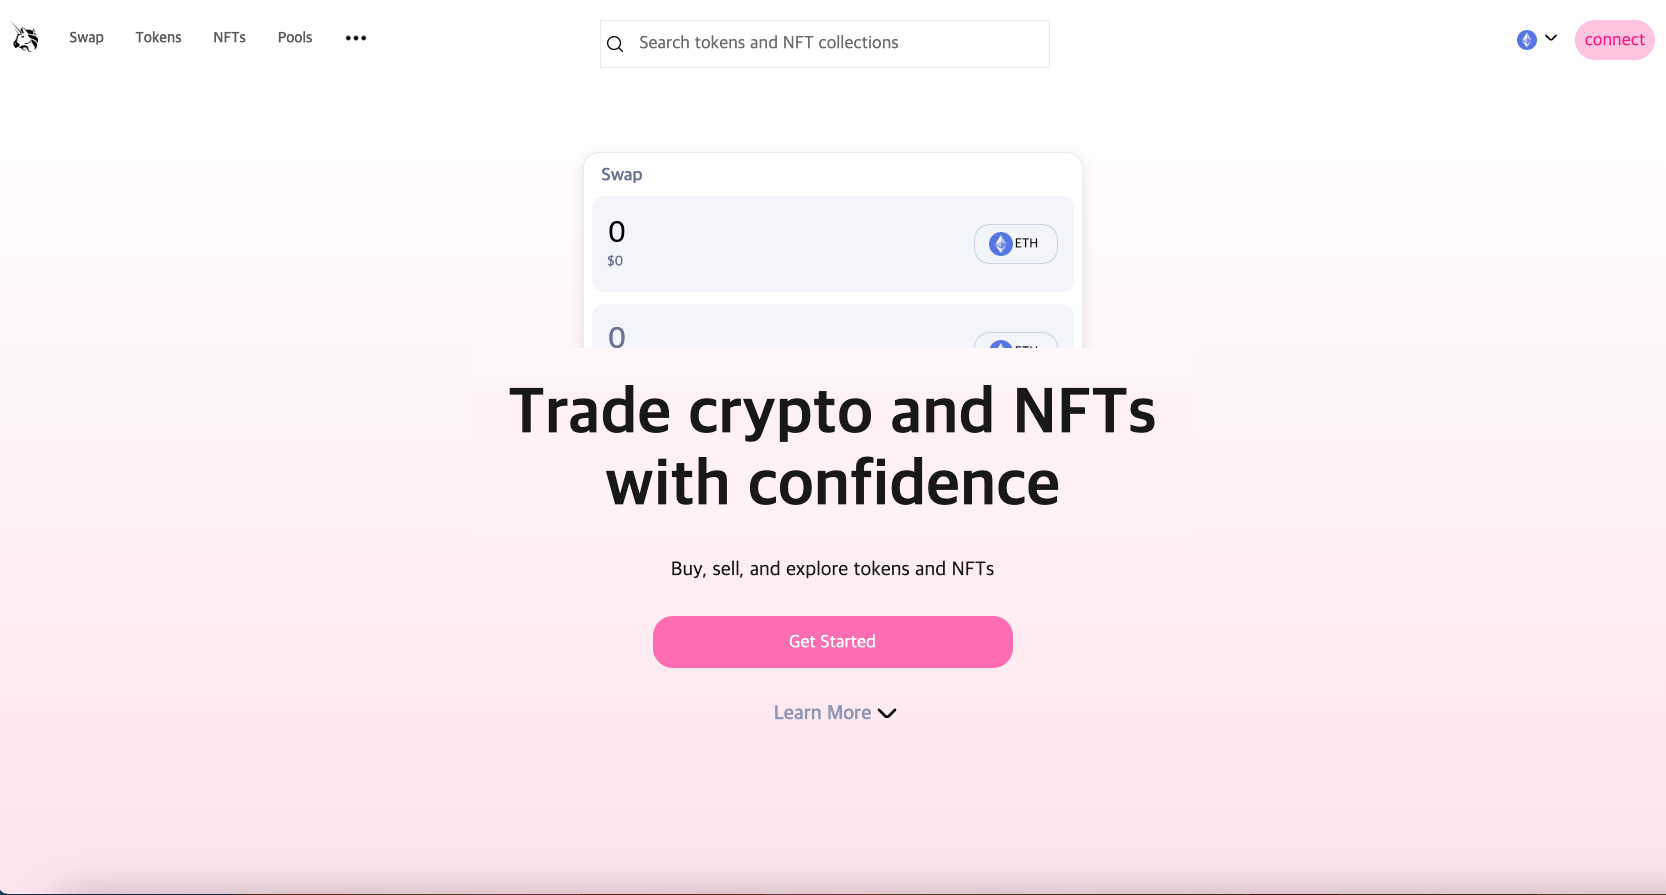 Swap
Tokens
NFTs
Pools
Search tokens and NFT collections
connect
Swap
0
$0
ETH
0
ETH
Trade crypto and NFTs
with confidence
Buy, sell, and explore tokens and NFTs
Get Started
Learn More